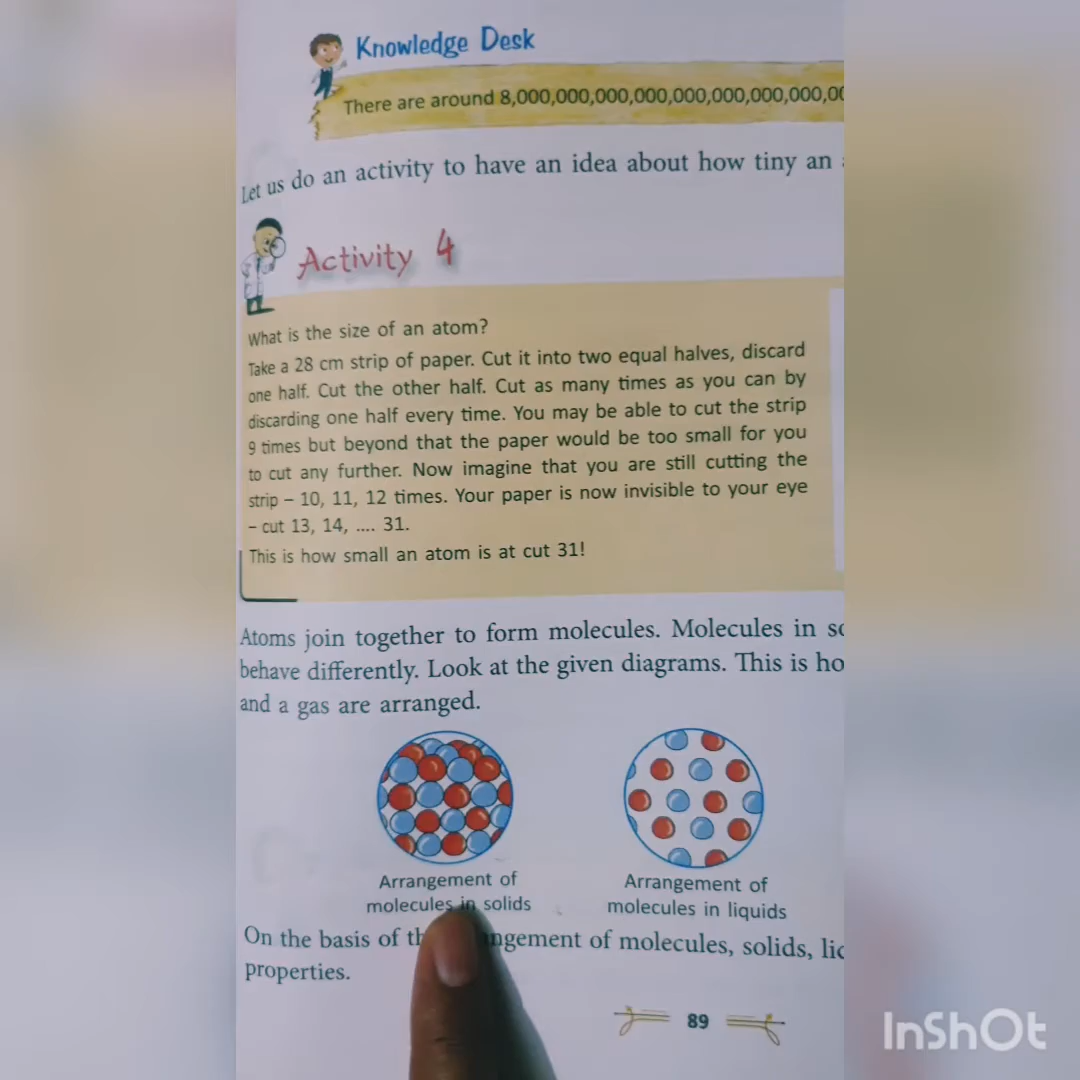 Knowledge Desk
There are around 8,000,000,000,000,000,000,000,000,00
Let us do an activity to have an idea about how tiny an
Activity 4
What is the size of an atom?
Take a 28 cm strip of paper. Cut it into two equal halves, discard
one half. Cut the other half. Cut as many times as you can by
discarding one half every time. You may be able to cut the strip
9 times but beyond that the paper would be too small for you
to cut any further. Now imagine that you are still cutting the
strip – 10, 11, 12 times. Your paper is now invisible to your eye
– cut 13, 14, .... 31.
This is how small an atom is at cut 31!
Atoms join together to form molecules. Molecules in
behave differently. Look at the given diagrams. This is
and a gas are arranged.
Arrangement of
molecules in solids
Arrangement of
molecules in liquids
On the basis of of molecules, solids,
properties.
89
InShOt